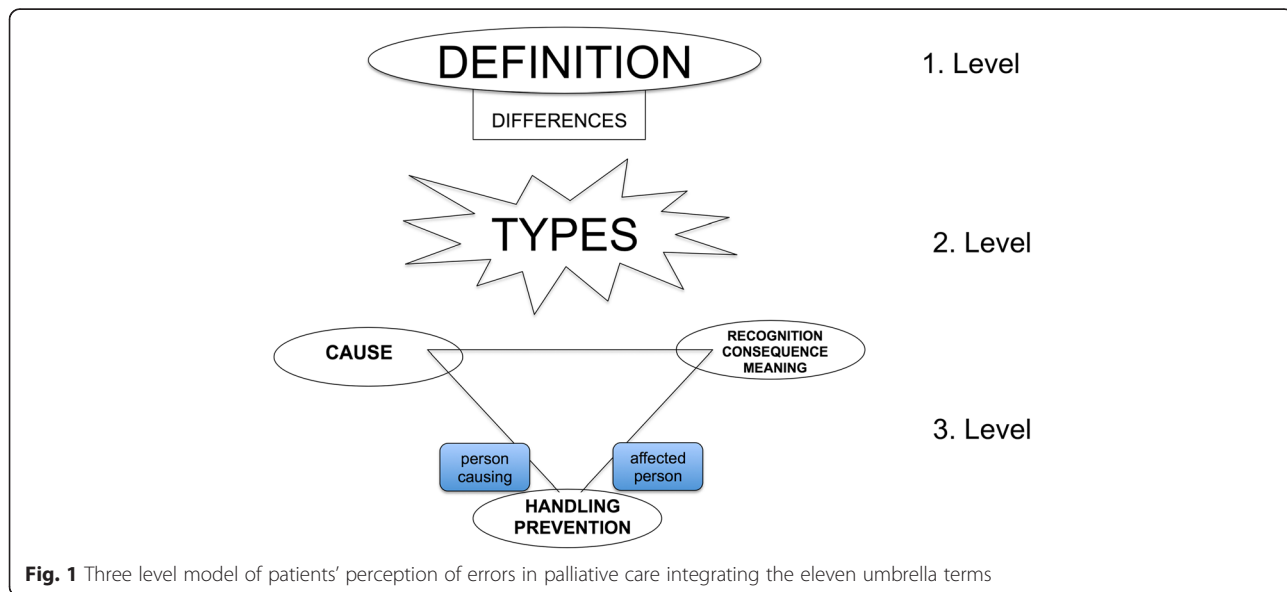 DEFINITION
1. Level
DIFFERENCES
TYPES
2. Level
CAUSE
RECOGNITION
CONSEQUENCE
MEANING
3. Level
person
causing
affected
person
HANDLING
PREVENTION
Fig. 1 Three level model of patients’ perception of errors in palliative care integrating the eleven umbrella terms